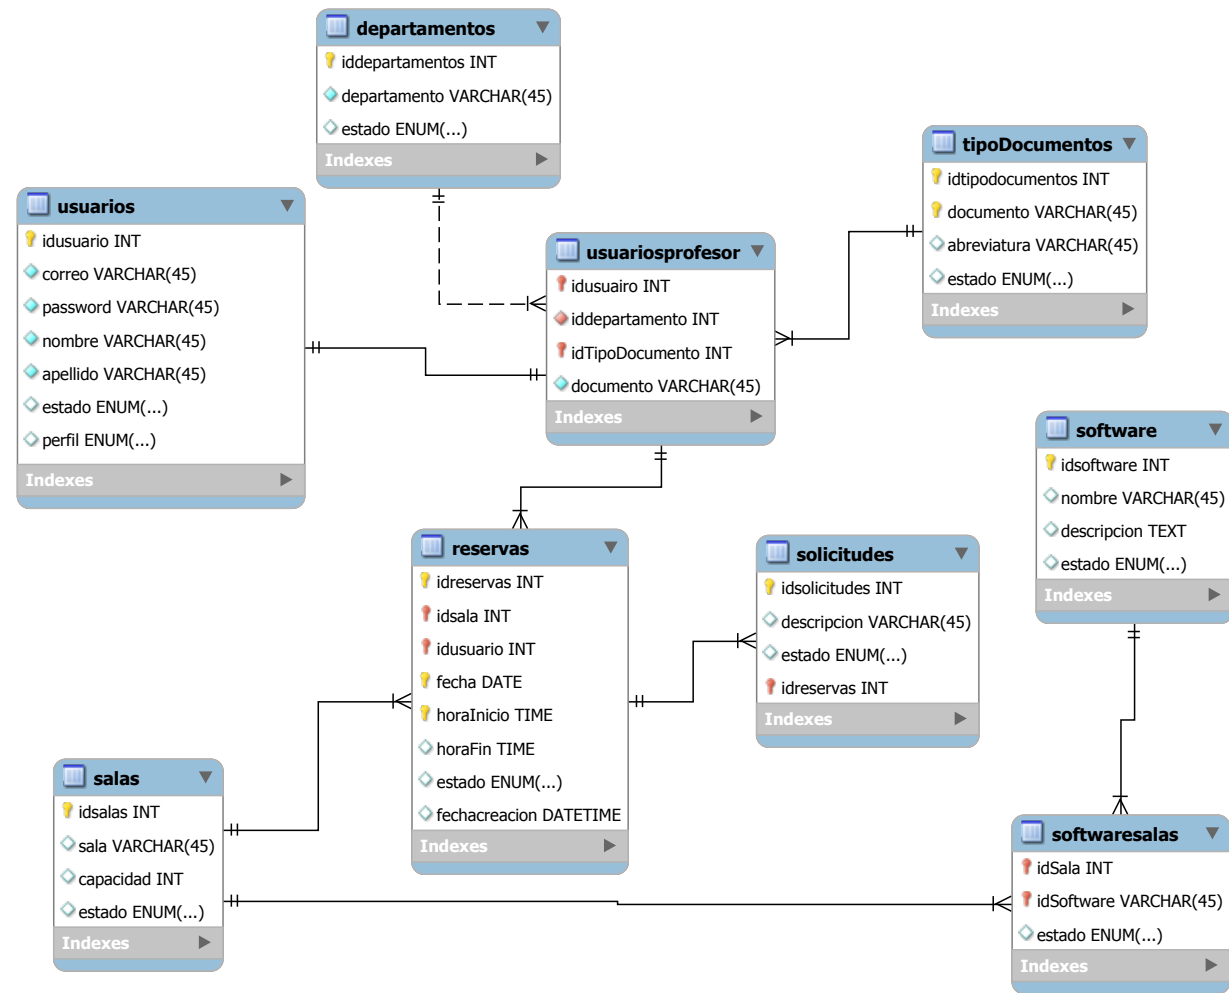 departamentos
iddepartamentos INT
departamento VARCHAR(45)
estado ENUM(...)
Indexes
tipoDocumentos
idtipodocumentos INT
documento VARCHAR(45)
abreviatura VARCHAR(45)
estado ENUM(...)
Indexes
usuarios
idusuario INT
correo VARCHAR(45)
password VARCHAR(45)
nombre VARCHAR(45)
apellido VARCHAR(45)
estado ENUM(...)
perfil ENUM(...)
Indexes
usuariosprofesor
idusuairo INT
iddepartamento INT
idTipoDocumento INT
documento VARCHAR(45)
Indexes
software
idsoftware INT
nombre VARCHAR(45)
descripcion TEXT
estado ENUM(...)
Indexes
reservas
idreservas INT
idsala INT
idusuario INT
fecha DATE
horaInicio TIME
horaFin TIME
estado ENUM(...)
fechacreacion DATETIME
Indexes
solicitudes
idsolicitudes INT
descripcion VARCHAR(45)
estado ENUM(...)
idreservas INT
Indexes
salas
idsalas INT
sala VARCHAR(45)
capacidad INT
estado ENUM(...)
Indexes
softwaresalas
idSala INT
idSoftware VARCHAR(45)
estado ENUM(...)
Indexes